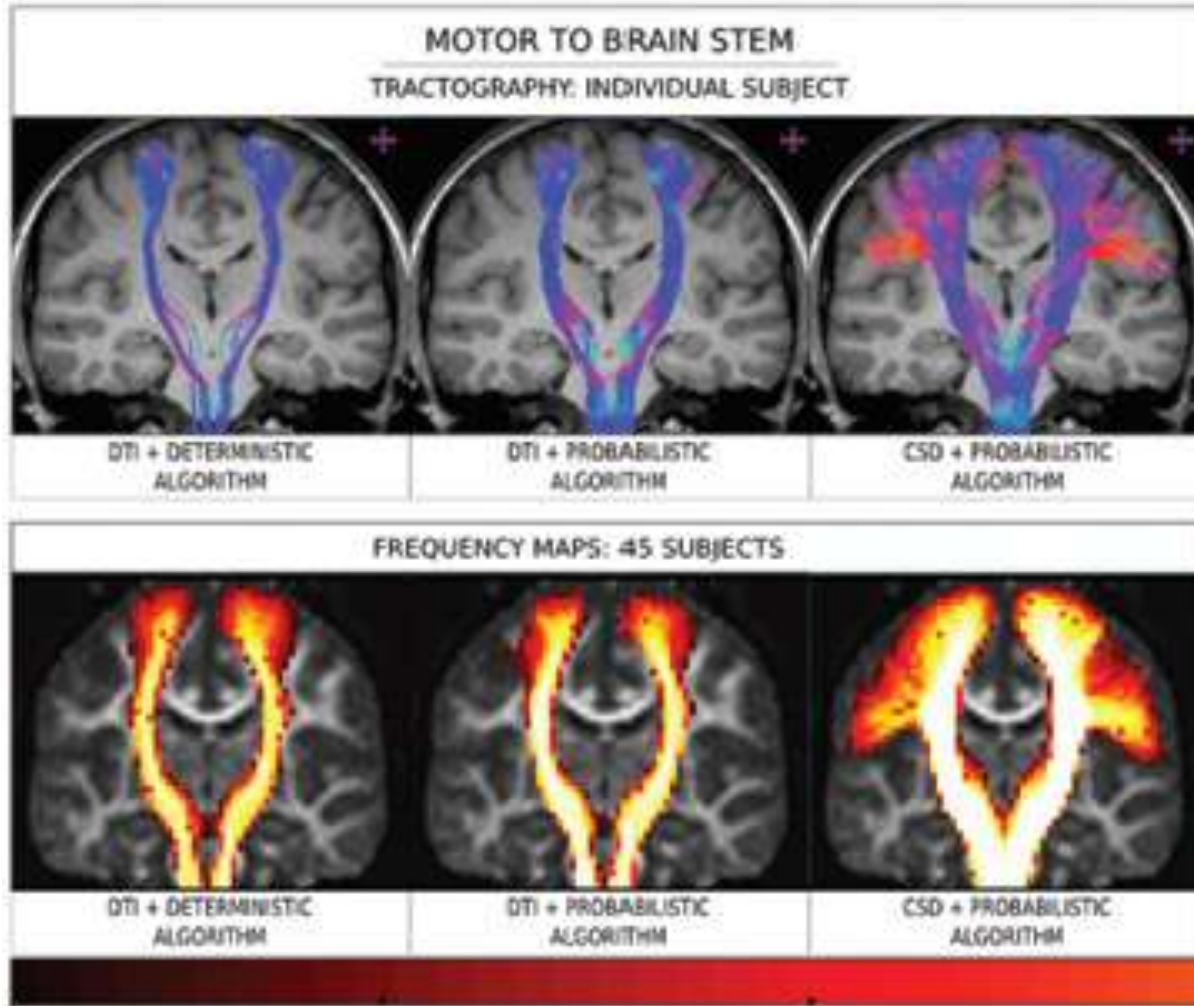 MOTOR TO BRAIN STEM
TRACTOGRAPHY: INDIVIDUAL SUBJECT
DTI + DETERMINISTIC ALGORITHM
DTI + PROBABILISTIC ALGORITHM
CSD + PROBABILISTIC ALGORITHM
FREQUENCY MAPS: 45 SUBJECTS
DTI + DETERMINISTIC ALGORITHM
DTI + PROBABILISTIC ALGORITHM
CSD + PROBABILISTIC ALGORITHM